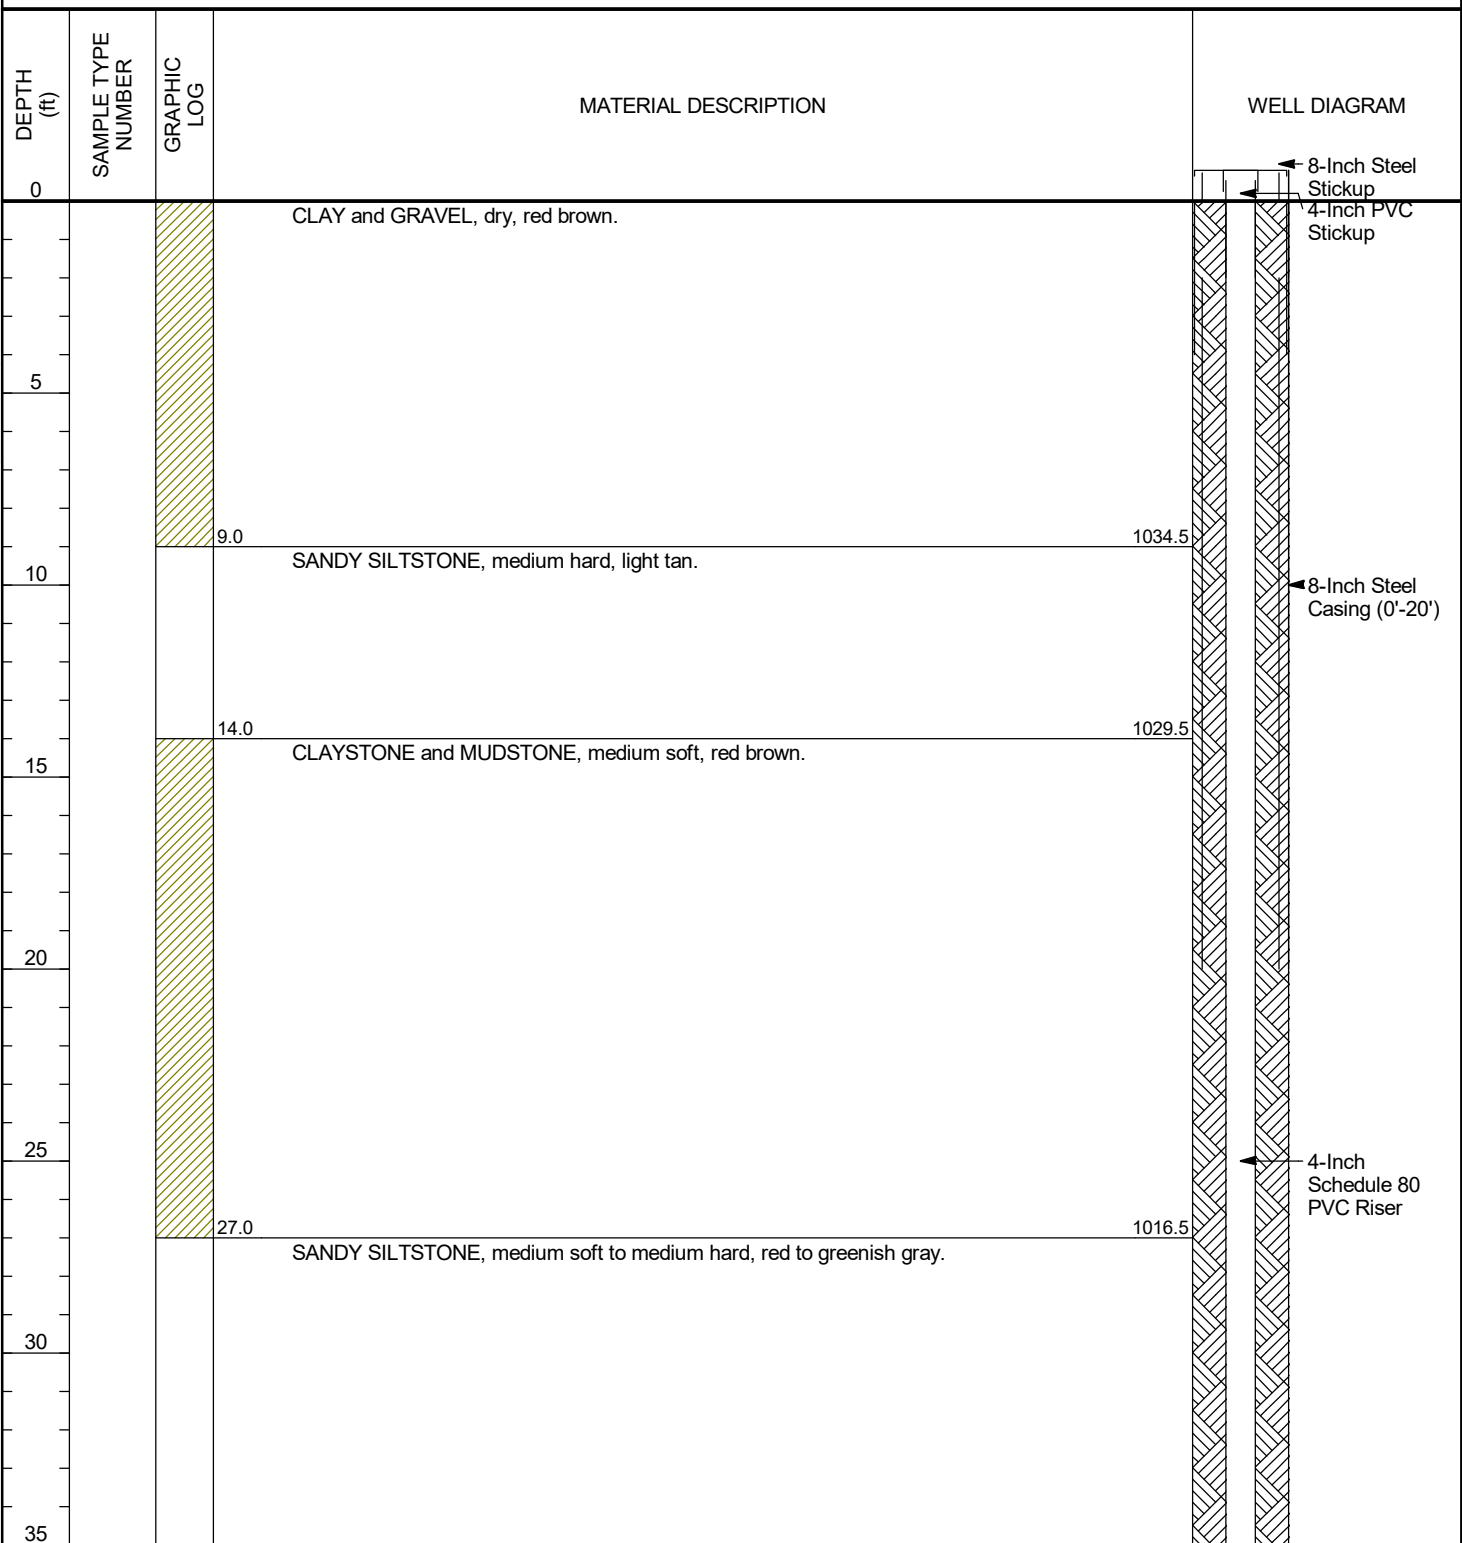 DEPTH
(ft)
SAMPLE TYPE
NUMBER
GRAPHIC
LOG
MATERIAL DESCRIPTION
WELL DIAGRAM
8-Inch Steel
Stickup
0
CLAY and GRAVEL, dry, red brown.
4-Inch PVC
Stickup
5
9.0
1034.5
SANDY SILTSTONE, medium hard, light tan.
10
8-Inch Steel
Casing (0'-20')
14.0
1029.5
CLAYSTONE and MUDSTONE, medium soft, red brown.
15
20
25
4-Inch
Schedule 80
PVC Riser
27.0
1016.5
SANDY SILTSTONE, medium soft to medium hard, red to greenish gray.
30
35